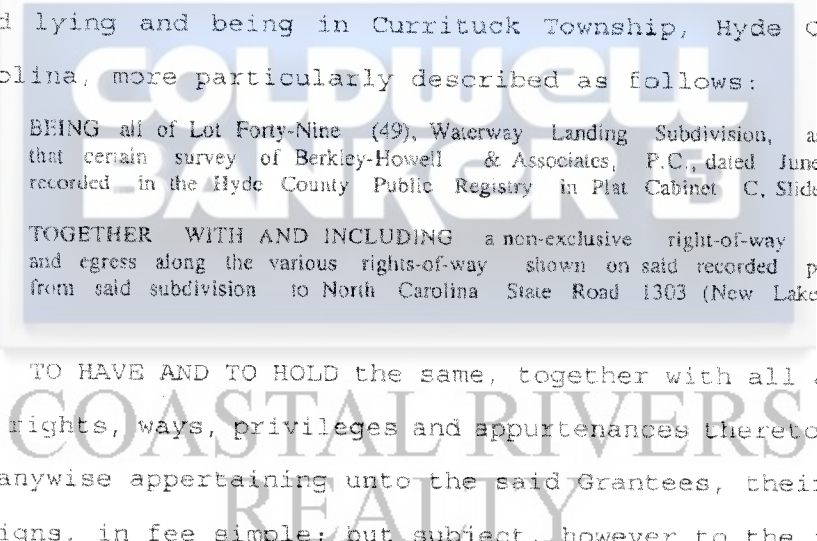 d lying and being in Currituck Township, Hyde C
olina, more particularly described as follows:
COLDWELL
BEING all of Lot Forty-Nine (49), Waterway Landing Subdivision, as
that certain survey of Berkley-Howell & Associates, P.C., dated June
recorded in the Hyde County Public Registry in Plat Cabinet C, Slide
BANKER
TOGETHER WITH AND INCLUDING a non-exclusive right-of-way
and egress along the various rights-of-way shown on said recorded p
from said subdivision to North Carolina State Road 1303 (New Lake
TO HAVE AND TO HOLD the same, together with all a
COASTAL RIVERS
rights, ways, privileges and appurtenances thereto
anywise appertaining unto the said Grantees, their
REALTY
igns, in fee simple; but subject, however to the